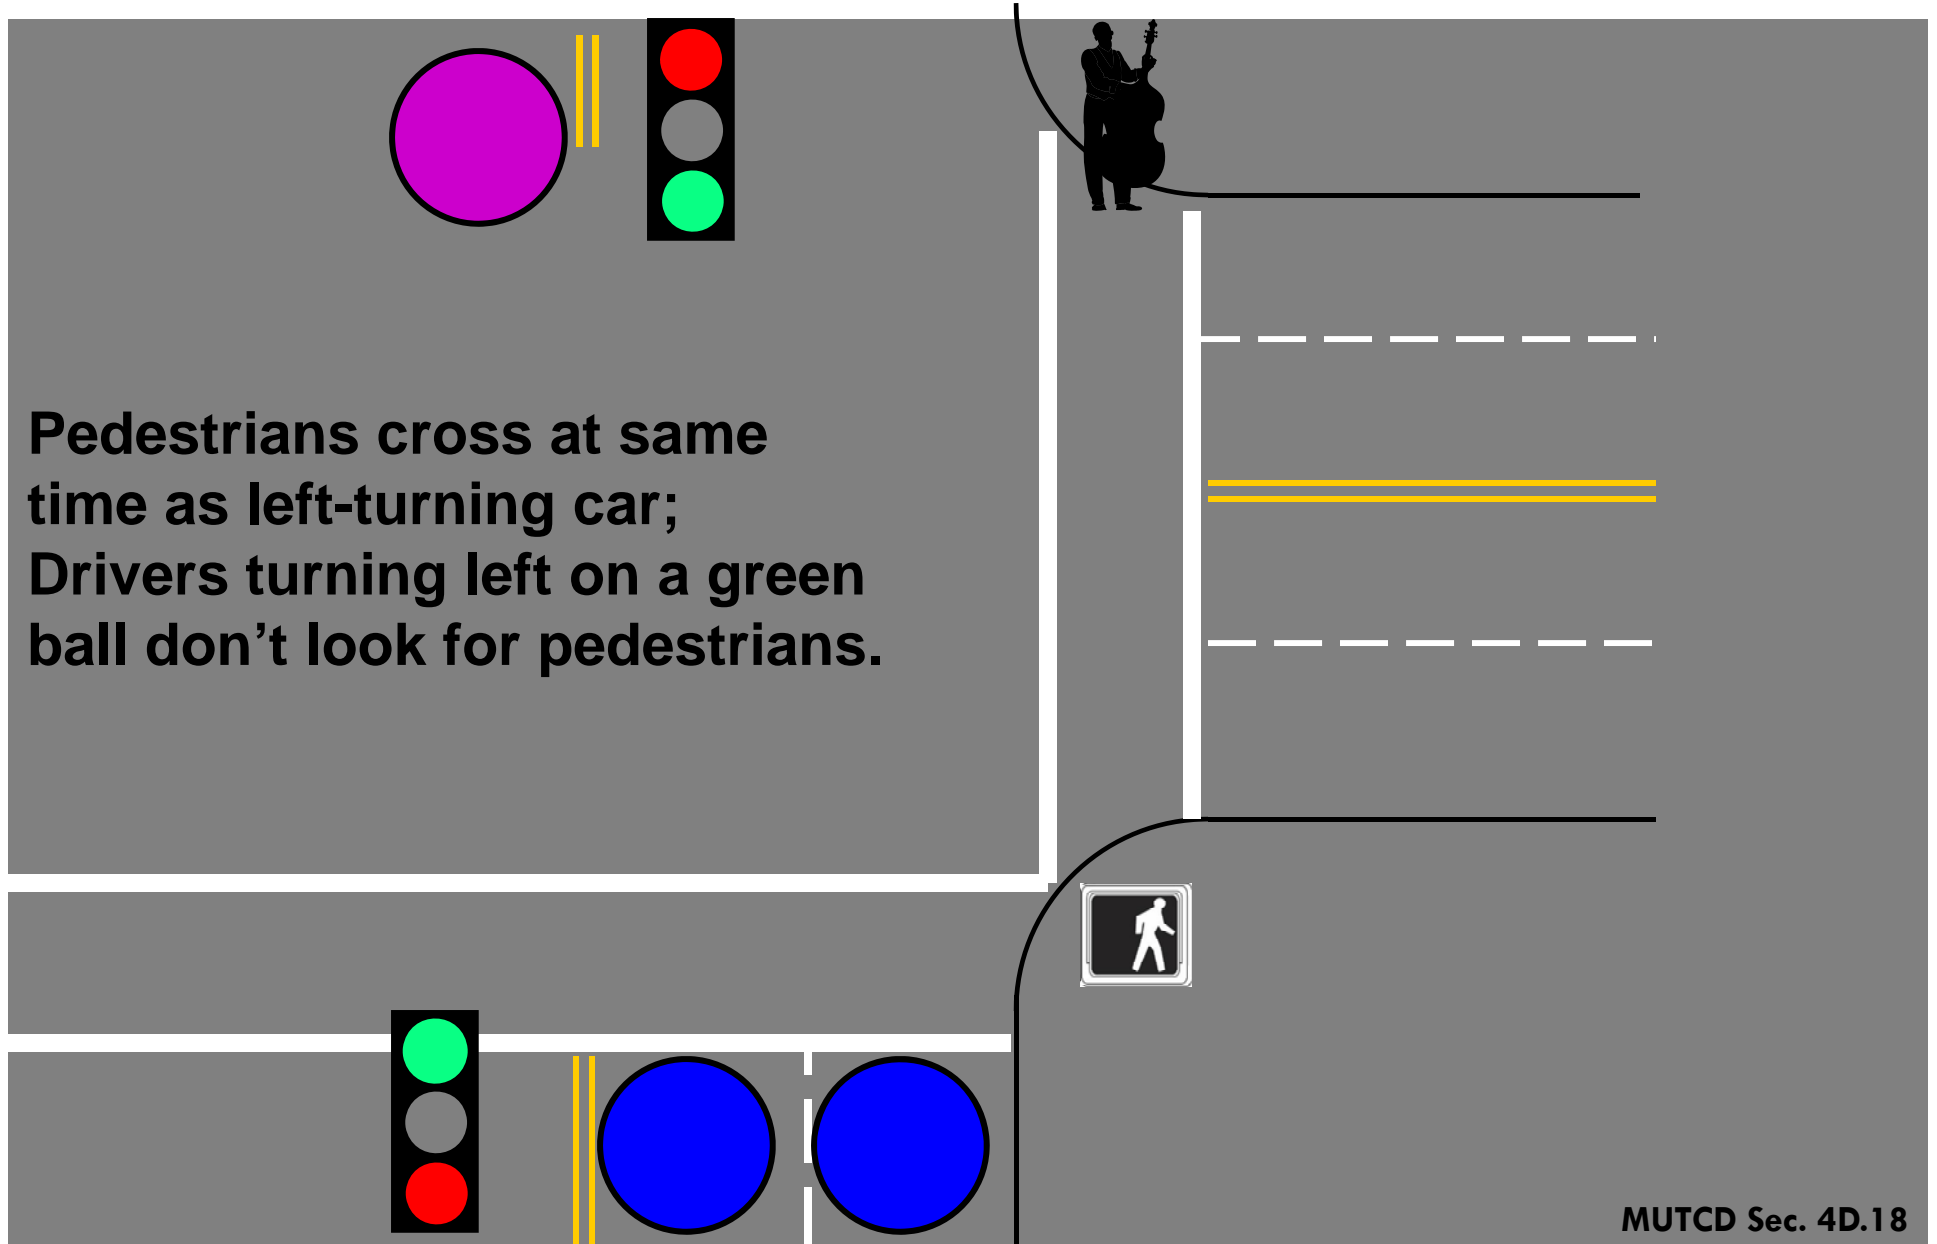 Pedestrians cross at same
time as left-turning car;
Drivers turning left on a green
ball don’t look for pedestrians.
MUTCD Sec. 4D.18